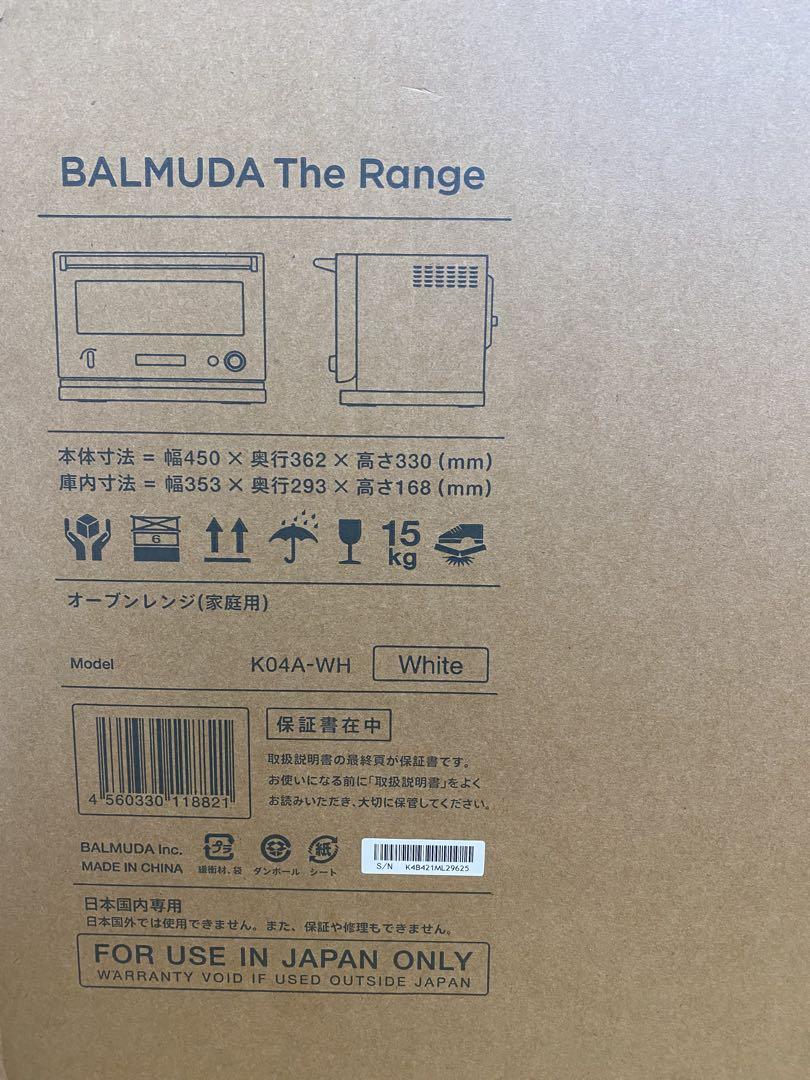 BALMUDA The Range
本体寸法 = 幅450 × 奥行362 × 高さ330 (mm)
庫内寸法 = 幅353 × 奥行293 × 高さ168 (mm)
6
15
kg
オーブンレンジ(家庭用)
Model K04A-WH White
4 560330 118821
保証書在中
取扱説明書の最終頁が保証書です。
お使いになる前に「取扱説明書」をよく
お読みいただき、大切に保管してください。
BALMUDA Inc.
MADE IN CHINA
プラ
緩衝材、袋
ダンボール
紙
シート
S/N K4B421ML29625
日本国内専用
日本国外では使用できません。また、保証や修理もできません。
FOR USE IN JAPAN ONLY
WARRANTY VOID IF USED OUTSIDE JAPAN